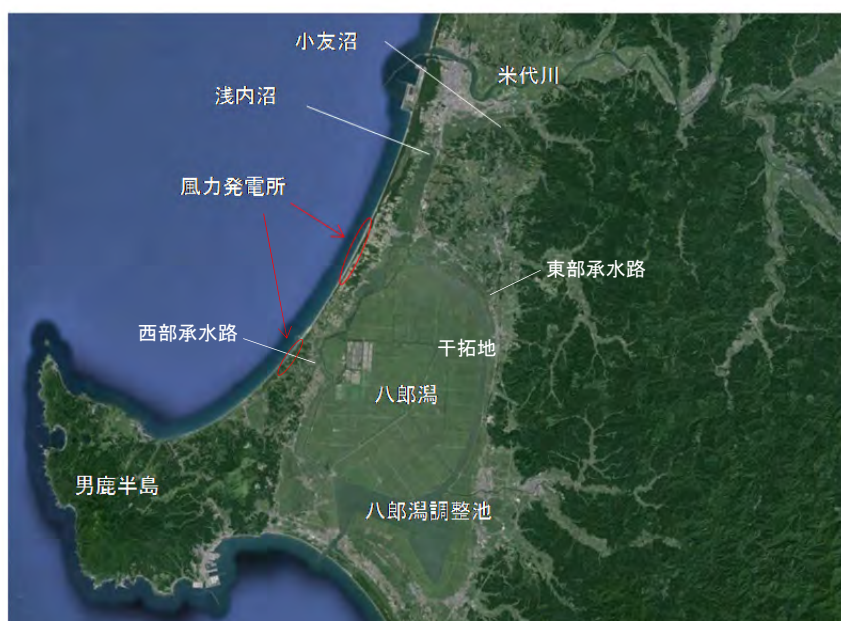 小友沼
米代川
浅内沼
風力発電所
東部承水路
西部承水路
干拓地
八郎潟
男鹿半島
八郎潟調整池